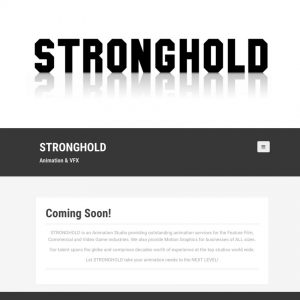 STRONGHOLD
STRONGHOLD
Animation & VFX
Coming Soon!
STRONGHOLD is an Animation Studio providing outstanding animation services for the Feature Film,
Commercial and Video Game industries. We also provide Motion Graphics for businesses of ALL sizes.
Our talent spans the globe and comprises decades worth of experience at the top studios world wide.
Let STRONGHOLD take your animation needs to the NEXT LEVEL!